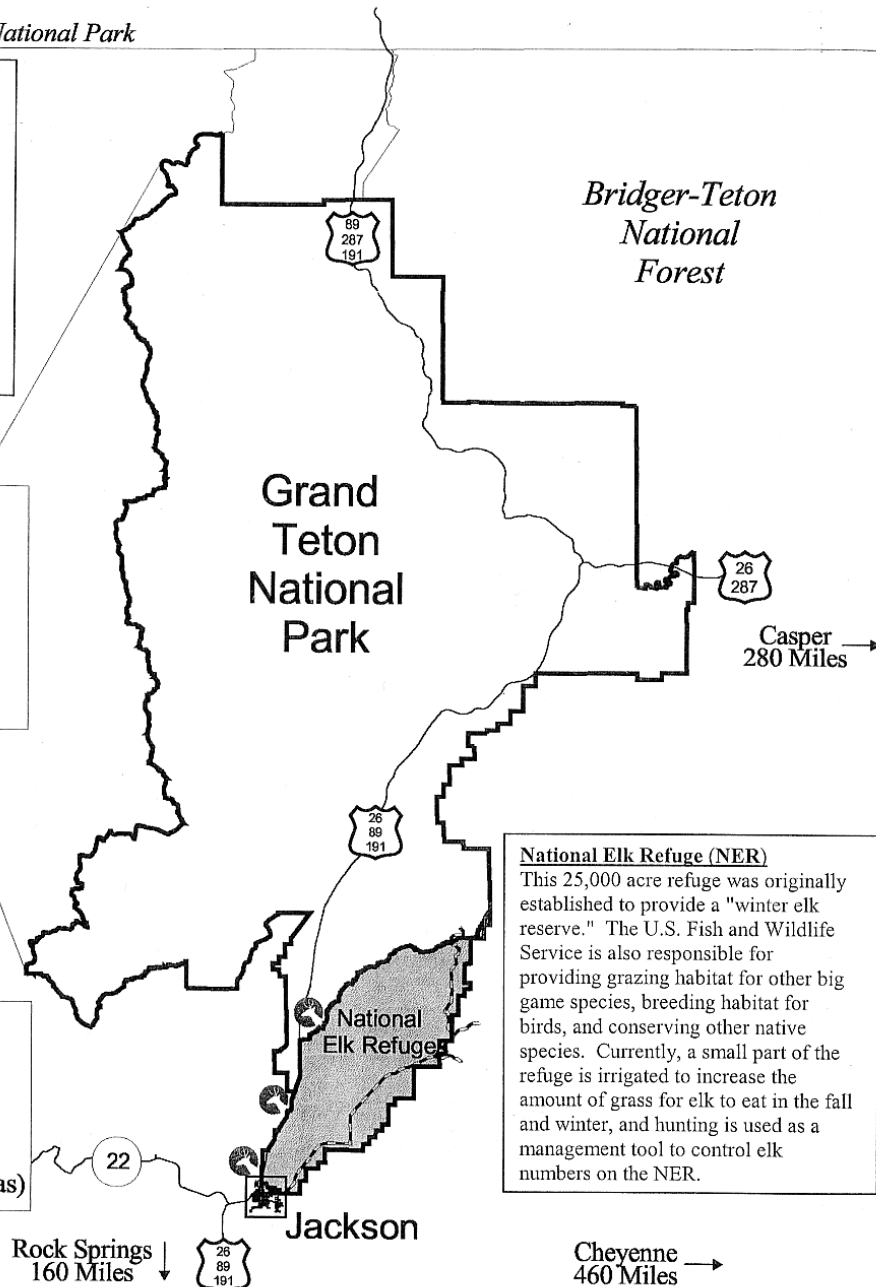 National Park
Bridger-Teton
National
Forest
89
287
191
Grand
Teton
National
Park
26
287
Casper
280 Miles
26
89
191
National Elk Refuge (NER)
This 25,000 acre refuge was originally
established to provide a "winter elk
reserve." The U.S. Fish and Wildlife
Service is also responsible for
providing grazing habitat for other big
game species, breeding habitat for
birds, and conserving other native
species. Currently, a small part of the
refuge is irrigated to increase the
amount of grass for elk to eat in the fall
and winter, and hunting is used as a
management tool to control elk
numbers on the NER.
National
Elk Refuge
22
as)
Jackson
Rock Springs
160 Miles
26
89
191
Cheyenne
460 Miles